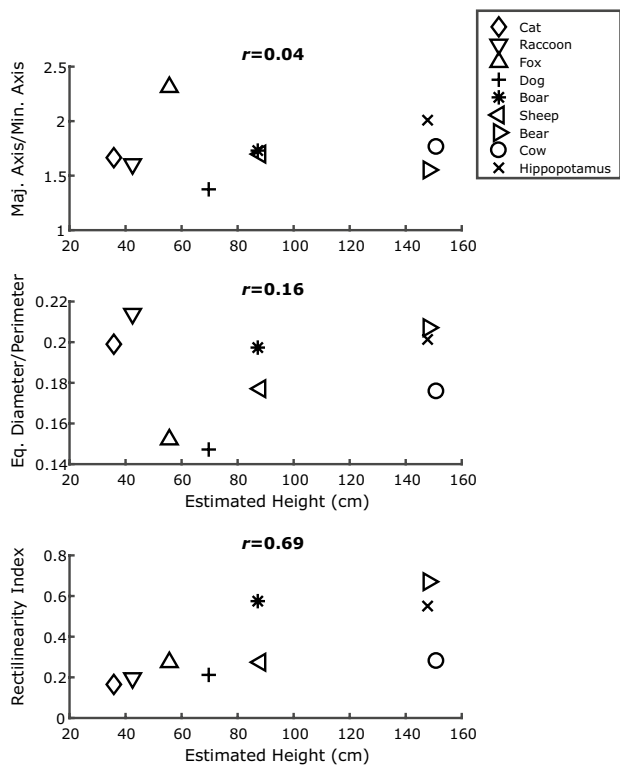 Cat
Raccoon
Fox
Dog
Boar
Sheep
Bear
Cow
Hippopotamus
r=0.04
Maj. Axis/Min. Axis
2.5
2
1.5
1
20 40 60 80 100 120 140 160
r=0.16
Eq. Diameter/Perimeter
0.22
0.2
0.18
0.16
0.14
20 40 60 80 100 120 140 160
Estimated Height (cm)
r=0.69
Rectilinearity Index
0.8
0.6
0.4
0.2
0
20 40 60 80 100 120 140 160
Estimated Height (cm)